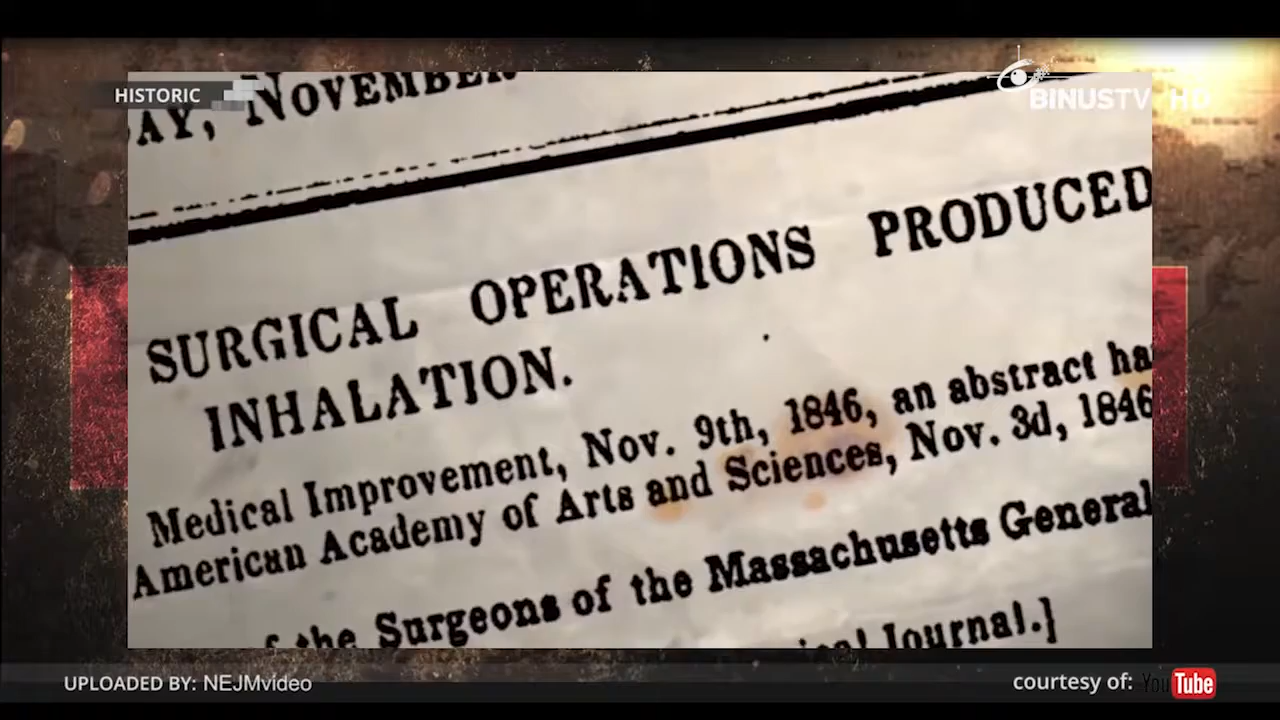 HISTORIC
BINUSTV HD
AY, NOVEMBER
SURGICAL OPERATIONS PRODUCED
INHALATION.
Medical Improvement, Nov. 9th, 1846, an abstract ha
American Academy of Arts and Sciences, Nov. 3d, 1846
f the Surgeons of the Massachusetts General
ical Journal.]
UPLOADED BY: NEJMvideo
courtesy of: YouTube